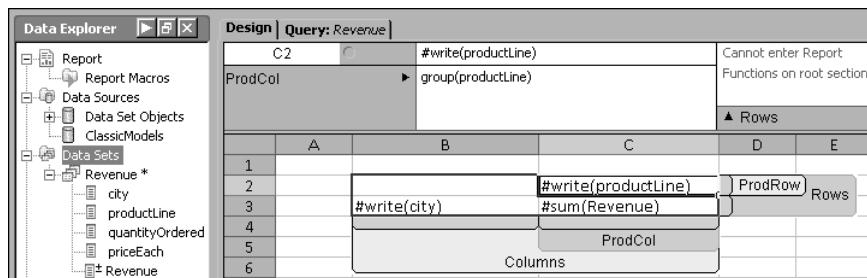 Data Explorer
Report
Report Macros
Data Sources
Data Set Objects
ClassicModels
Data Sets
Revenue *
city
productLine
quantityOrdered
priceEach
Revenue
Design Query: Revenue
C2 #write(productLine) Cannot enter Report
ProdCol group(productLine) Functions on root section
Rows
A B C D E
1
2 #write(productLine) ProdRow Rows
3 #write(city) #sum(Revenue)
4
5 ProdCol
6 Columns